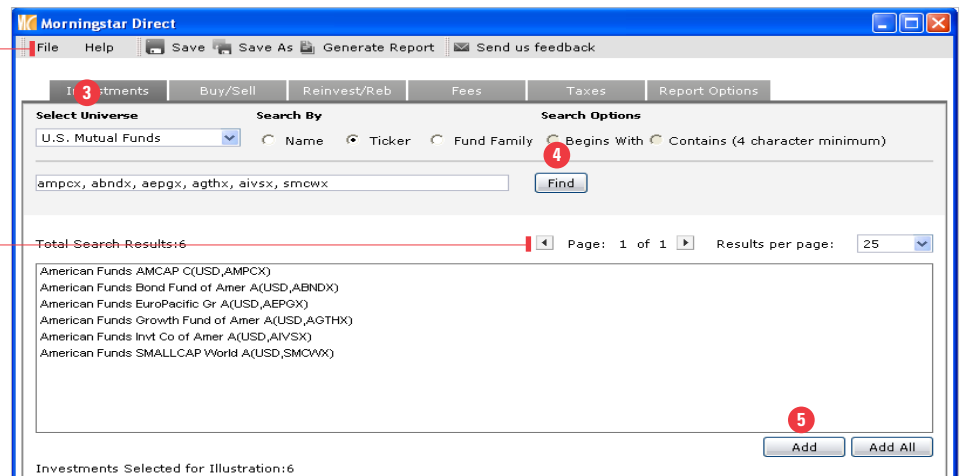 Morningstar Direct
File Help Save Save As Generate Report Send us feedback
Investments Buy/Sell Reinvest/Reb Fees Taxes Report Options
3
Select Universe Search By Search Options
U.S. Mutual Funds Name Ticker Fund Family Begins With Contains (4 character minimum)
4
ampcx, abndx, aepgx, agthx, aivsx, smcwx Find
Total Search Results:6 Page: 1 of 1 Results per page: 25
American Funds AMCAP C(USD,AMPCX)
American Funds Bond Fund of Amer A(USD,ABNDX)
American Funds EuroPacific Gr A(USD,AEPGX)
American Funds Growth Fund of Amer A(USD,AGTHX)
American Funds Invt Co of Amer A(USD,AIVSX)
American Funds SMALLCAP World A(USD,SMCWX)
5
Add Add All
Investments Selected for Illustration:6